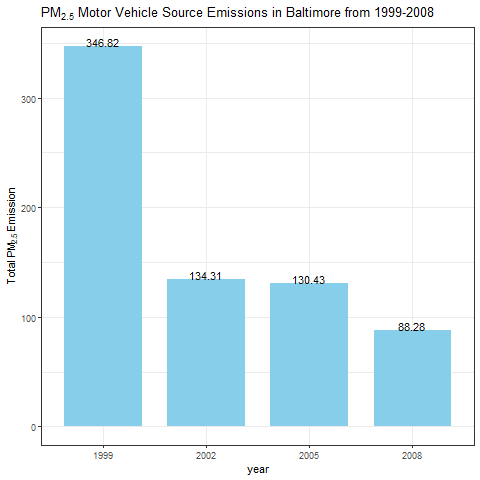 PM2.5 Motor Vehicle Source Emissions in Baltimore from 1999-2008
346.82
300
Total PM2.5 Emission
200
134.31
130.43
100
88.28
0
1999 2002 2005 2008
year